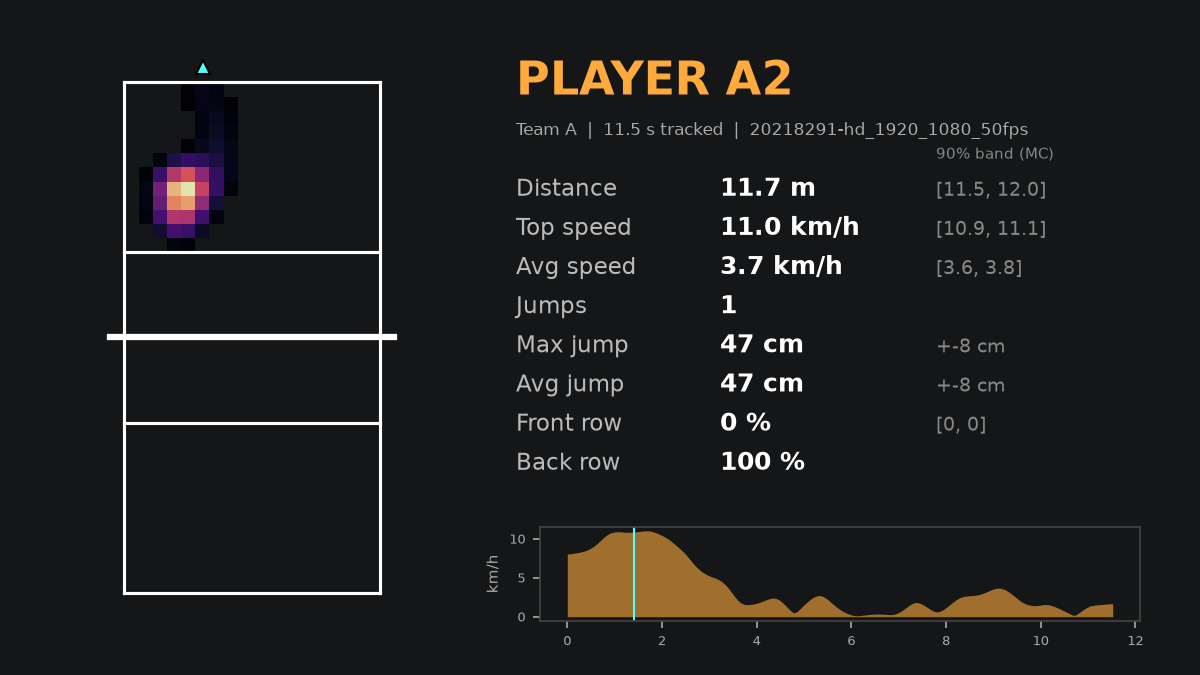 PLAYER A2
Team A | 11.5 s tracked | 20218291-hd_1920_1080_50fps
90% band (MC)
Distance 11.7 m [11.5, 12.0]
Top speed 11.0 km/h [10.9, 11.1]
Avg speed 3.7 km/h [3.6, 3.8]
Jumps 1
Max jump 47 cm +-8 cm
Avg jump 47 cm +-8 cm
Front row 0 % [0, 0]
Back row 100 %
km/h
10
5
0
0 2 4 6 8 10 12